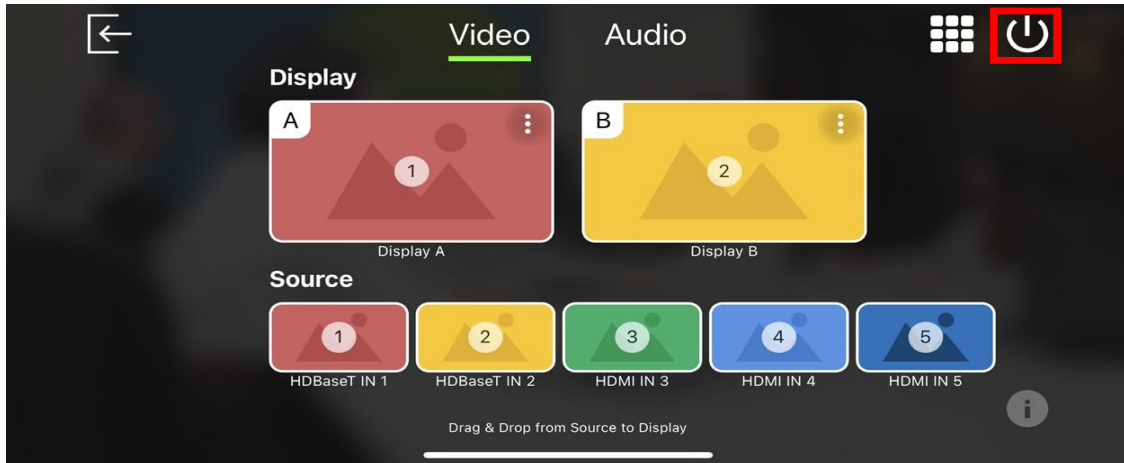 Video Audio
Display
A B
1 2
Display A Display B
Source
1 2 3 4 5
HDBaseT IN 1 HDBaseT IN 2 HDMI IN 3 HDMI IN 4 HDMI IN 5
i
Drag & Drop from Source to Display